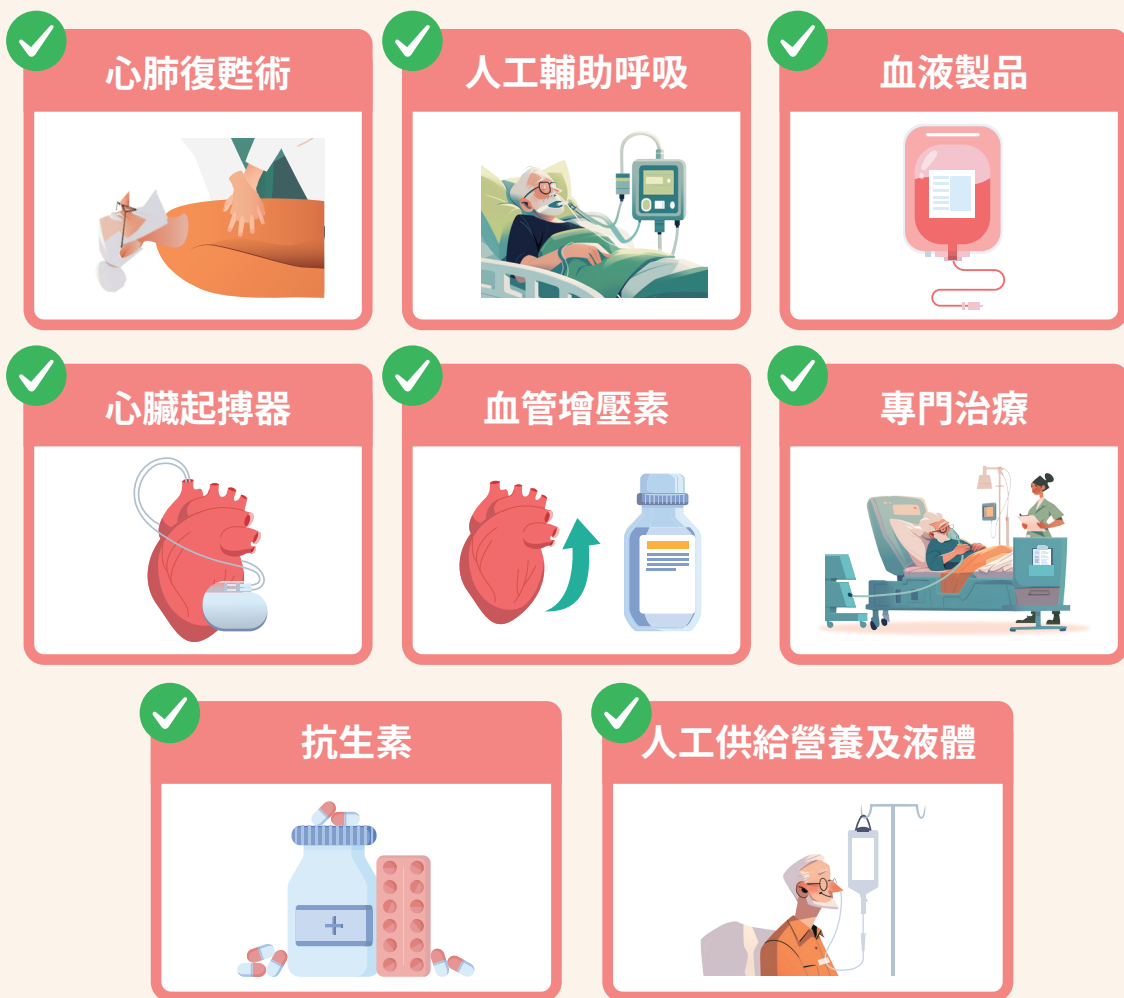 心肺復甦術
人工輔助呼吸
血液製品
心臟起搏器
血管增壓素
專門治療
抗生素
人工供給營養及液體